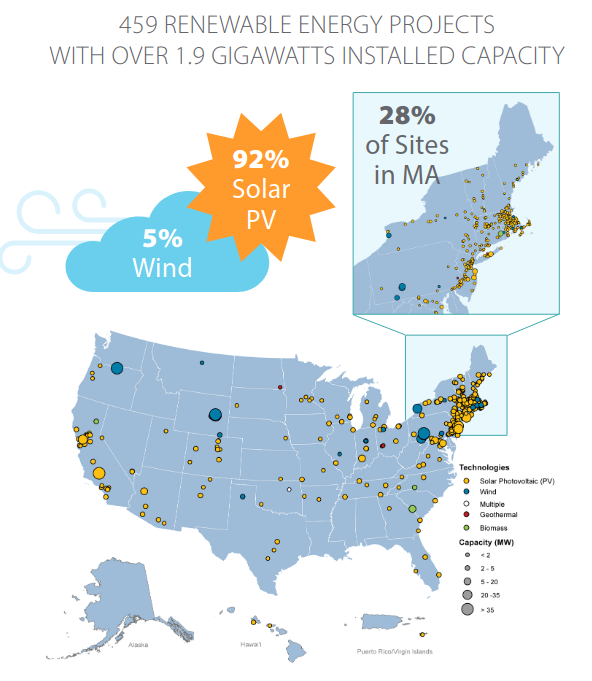 459 RENEWABLE ENERGY PROJECTS
WITH OVER 1.9 GIGAWATTS INSTALLED CAPACITY
28%
of Sites
in MA
92%
Solar
PV
5%
Wind
Technologies
Solar Photovoltaic (PV)
Wind
Multiple
Geothermal
Biomass
Capacity (MW)
< 2
2 - 5
5 - 20
20 -35
> 35
Alaska
Hawai'i
Puerto Rico/Virgin Islands